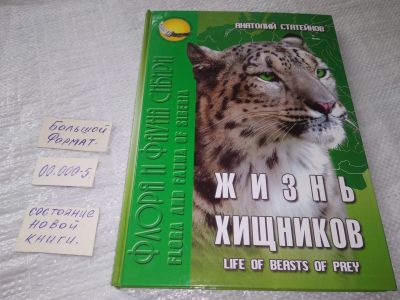 Большой
формат.
00.000-5
состояние
новой
книги.
АНАТОЛИЙ СТАТЕЙНОВ
ФЛОРА И ФАУНА СИБИРИ
FLORA AND FAUNA OF SIBERIA
ЖИЗНЬ
ХИЩНИКОВ
LIFE OF BEASTS OF PREY